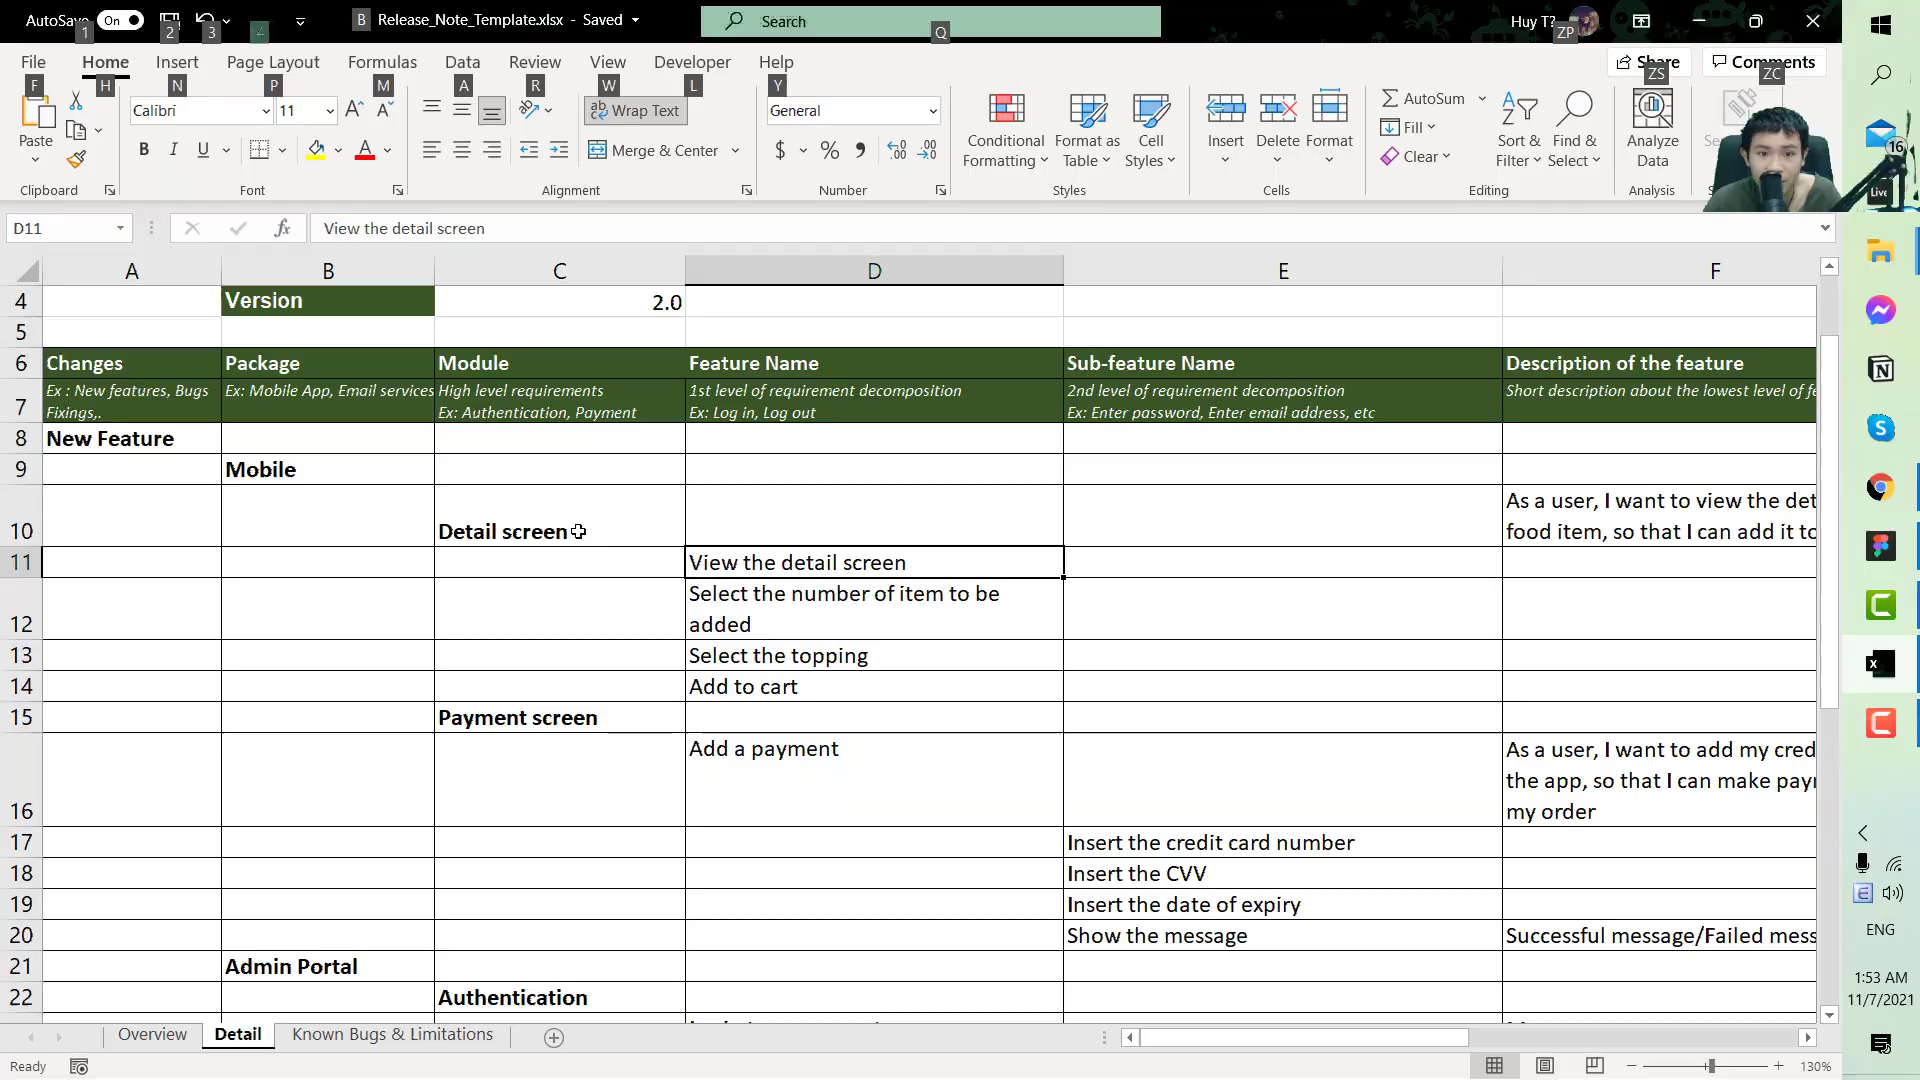 AutoSave On
1 2 3 4
Release_Note_Template.xlsx - Saved
Search
Q
Huy T?
ZP
File Home Insert Page Layout Formulas Data Review View Developer Help
F H N P M A R W L Y
Share
ZS
Comments
ZC
Paste
Calibri 11
B I U
Wrap Text
Merge & Center
General
$ % 9
Conditional Formatting
Format as Table
Cell Styles
Insert
Delete
Format
AutoSum
Fill
Clear
Sort & Filter
Find & Select
Analyze Data
Clipboard Font Alignment Number Styles Cells Editing Analysis
16
Live
D11
fx
View the detail screen
A B C D E F
4 Version 2.0
5
6 Changes Package Module Feature Name Sub-feature Name Description of the feature
7 Ex : New features, Bugs Fixings,. Ex: Mobile App, Email services High level requirements Ex: Authentication, Payment 1st level of requirement decomposition Ex: Log in, Log out 2nd level of requirement decomposition Ex: Enter password, Enter email address, etc Short description about the lowest level of fe
8 New Feature
9 Mobile
10 Detail screen As a user, I want to view the det food item, so that I can add it to
11 View the detail screen
12 Select the number of item to be added
13 Select the topping
14 Add to cart
15 Payment screen
16 Add a payment As a user, I want to add my cred the app, so that I can make payr my order
17 Insert the credit card number
18 Insert the CVV
19 Insert the date of expiry
20 Show the message Successful message/Failed mess
21 Admin Portal
22 Authentication
Overview Detail Known Bugs & Limitations
Ready
130%
ENG
1:53 AM
11/7/2021